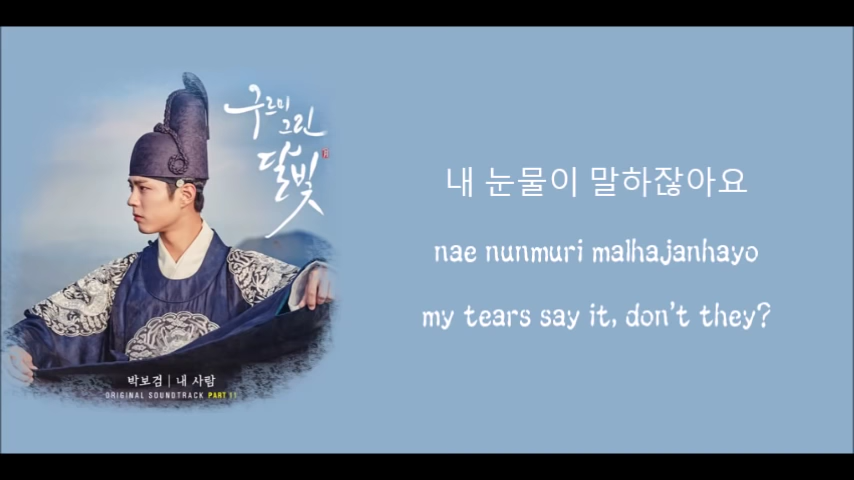 구르미
그린
달빛
박보검 | 내 사람
ORIGINAL SOUNDTRACK PART 11
내 눈물이 말하잖아요
nae nunmuri malhajanhayo
my tears say it, don't they?